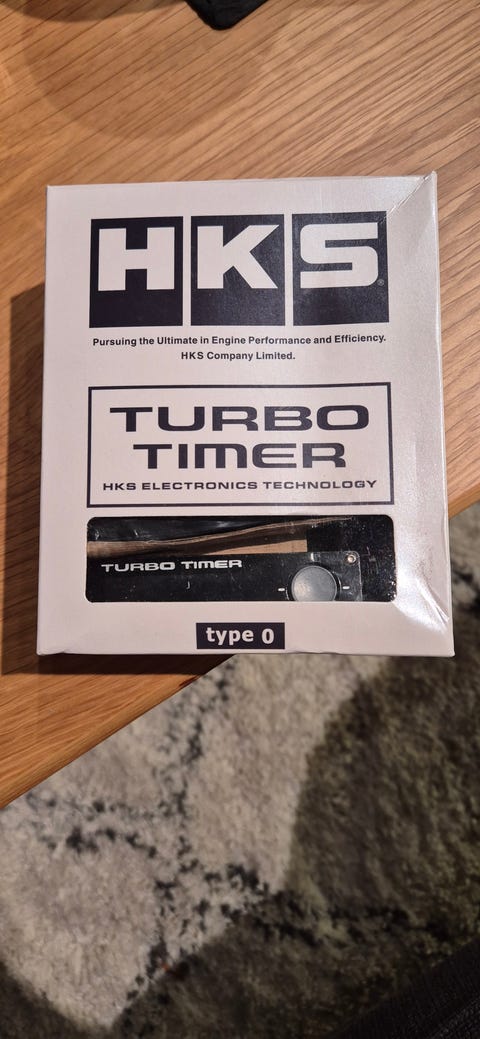 HKS
Pursuing the Ultimate in Engine Performance and Efficiency.
HKS Company Limited.
TURBO
TIMER
HKS ELECTRONICS TECHNOLOGY
TURBO TIMER
type 0